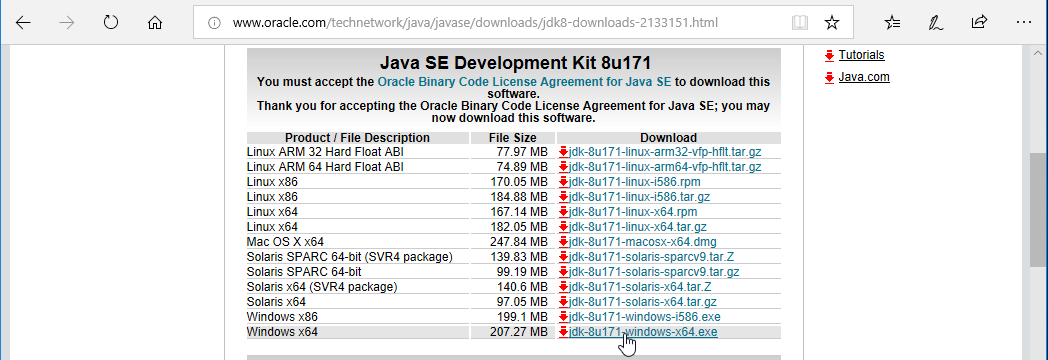 www.oracle.com/technetwork/java/javase/downloads/jdk8-downloads-2133151.html
Java SE Development Kit 8u171
You must accept the Oracle Binary Code License Agreement for Java SE to download this
software.
Thank you for accepting the Oracle Binary Code License Agreement for Java SE; you may
now download this software.
Product / File Description File Size Download
Linux ARM 32 Hard Float ABI 77.97 MB jdk-8u171-linux-arm32-vfp-hflt.tar.gz
Linux ARM 64 Hard Float ABI 74.89 MB jdk-8u171-linux-arm64-vfp-hflt.tar.gz
Linux x86 170.05 MB jdk-8u171-linux-i586.rpm
Linux x86 184.88 MB jdk-8u171-linux-i586.tar.gz
Linux x64 167.14 MB jdk-8u171-linux-x64.rpm
Linux x64 182.05 MB jdk-8u171-linux-x64.tar.gz
Mac OS X x64 247.84 MB jdk-8u171-macosx-x64.dmg
Solaris SPARC 64-bit (SVR4 package) 139.83 MB jdk-8u171-solaris-sparcv9.tar.Z
Solaris SPARC 64-bit 99.19 MB jdk-8u171-solaris-sparcv9.tar.gz
Solaris x64 (SVR4 package) 140.6 MB jdk-8u171-solaris-x64.tar.Z
Solaris x64 97.05 MB jdk-8u171-solaris-x64.tar.gz
Windows x86 199.1 MB jdk-8u171-windows-i586.exe
Windows x64 207.27 MB jdk-8u171-windows-x64.exe
Tutorials
Java.com